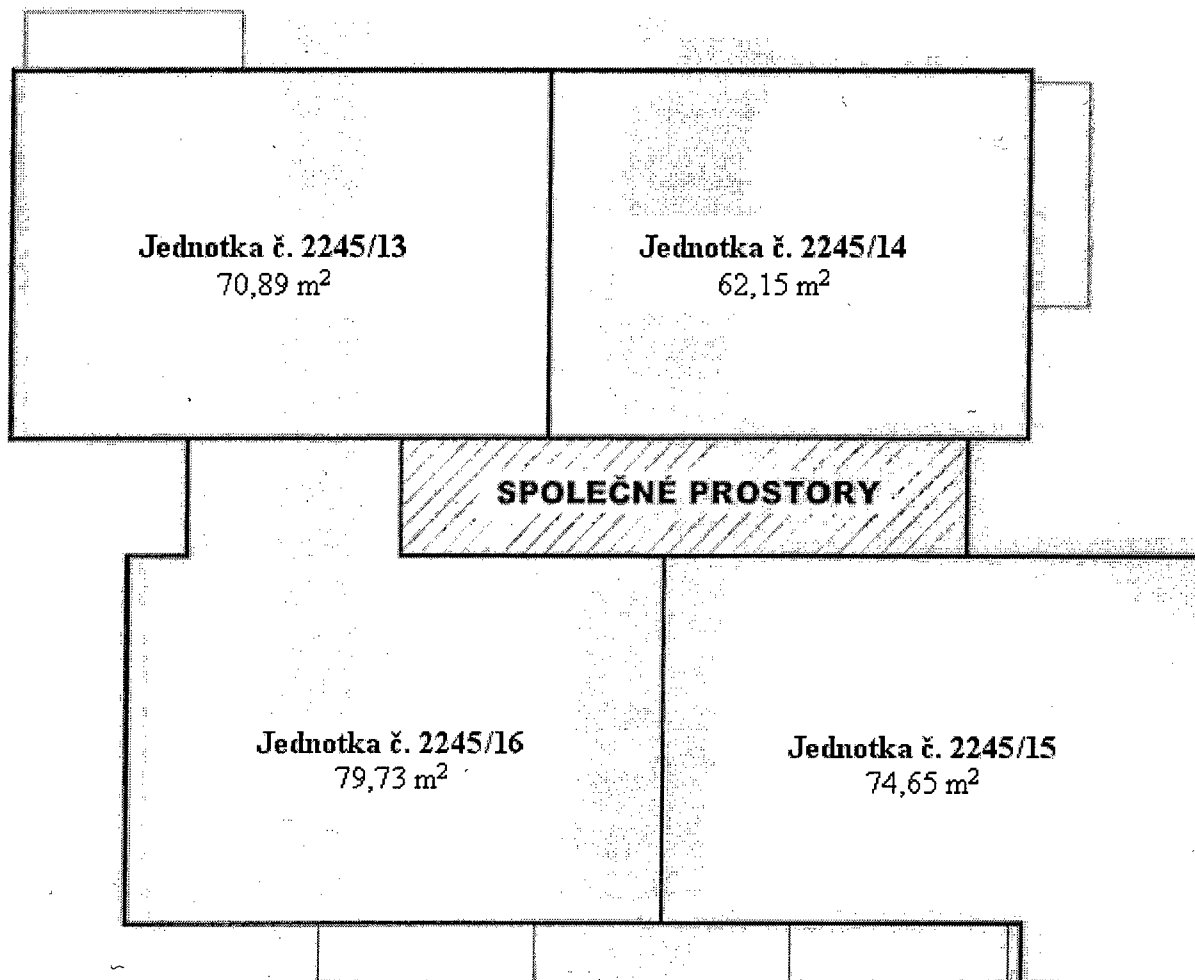 Jednotka č. 2245/13
70,89 m²
Jednotka č. 2245/14
62,15 m²
SPOLEČNÉ PROSTORY
Jednotka č. 2245/16
79,73 m²
Jednotka č. 2245/15
74,65 m²